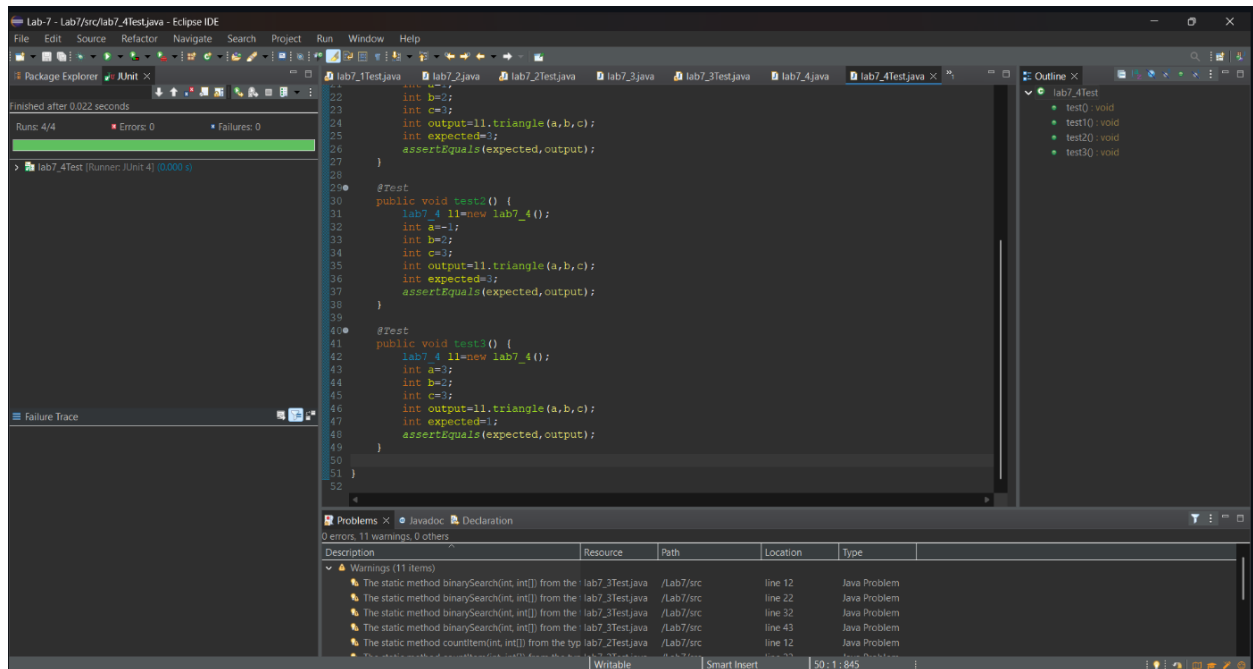 Lab-7 - Lab7/src/lab7_4Test.java - Eclipse IDE
File Edit Source Refactor Navigate Search Project Run Window Help
Package Explorer JUnit
Finished after 0.022 seconds
Runs: 4/4 Errors: 0 Failures: 0
lab7_4Test [Runner: JUnit 4] (0.000 s)
Failure Trace
lab7_1Test.java lab7_2.java lab7_2Test.java lab7_3.java lab7_3Test.java lab7_4.java lab7_4Test.java
22 int b=2;
23 int c=3;
24 int output=l1.triangle(a,b,c);
25 int expected=3;
26 assertEquals(expected,output);
27 }
28
29 @Test
30 public void test2() {
31 lab7_4 l1=new lab7_4();
32 int a=-1;
33 int b=2;
34 int c=3;
35 int output=l1.triangle(a,b,c);
36 int expected=3;
37 assertEquals(expected,output);
38 }
39
40 @Test
41 public void test3() {
42 lab7_4 l1=new lab7_4();
43 int a=3;
44 int b=2;
45 int c=3;
46 int output=l1.triangle(a,b,c);
47 int expected=1;
48 assertEquals(expected,output);
49 }
50
51 }
52
Outline
lab7_4Test
test() : void
test1() : void
test2() : void
test3() : void
Problems Javadoc Declaration
0 errors, 11 warnings, 0 others
Description Resource Path Location Type
Warnings (11 items)
The static method binarySearch(int, int[]) from the lab7_3Test.java /Lab7/src line 12 Java Problem
The static method binarySearch(int, int[]) from the lab7_3Test.java /Lab7/src line 22 Java Problem
The static method binarySearch(int, int[]) from the lab7_3Test.java /Lab7/src line 32 Java Problem
The static method binarySearch(int, int[]) from the lab7_3Test.java /Lab7/src line 43 Java Problem
The static method countItem(int, int[]) from the typ lab7_2Test.java /Lab7/src line 12 Java Problem
Writable Smart Insert 50 : 1 : 845